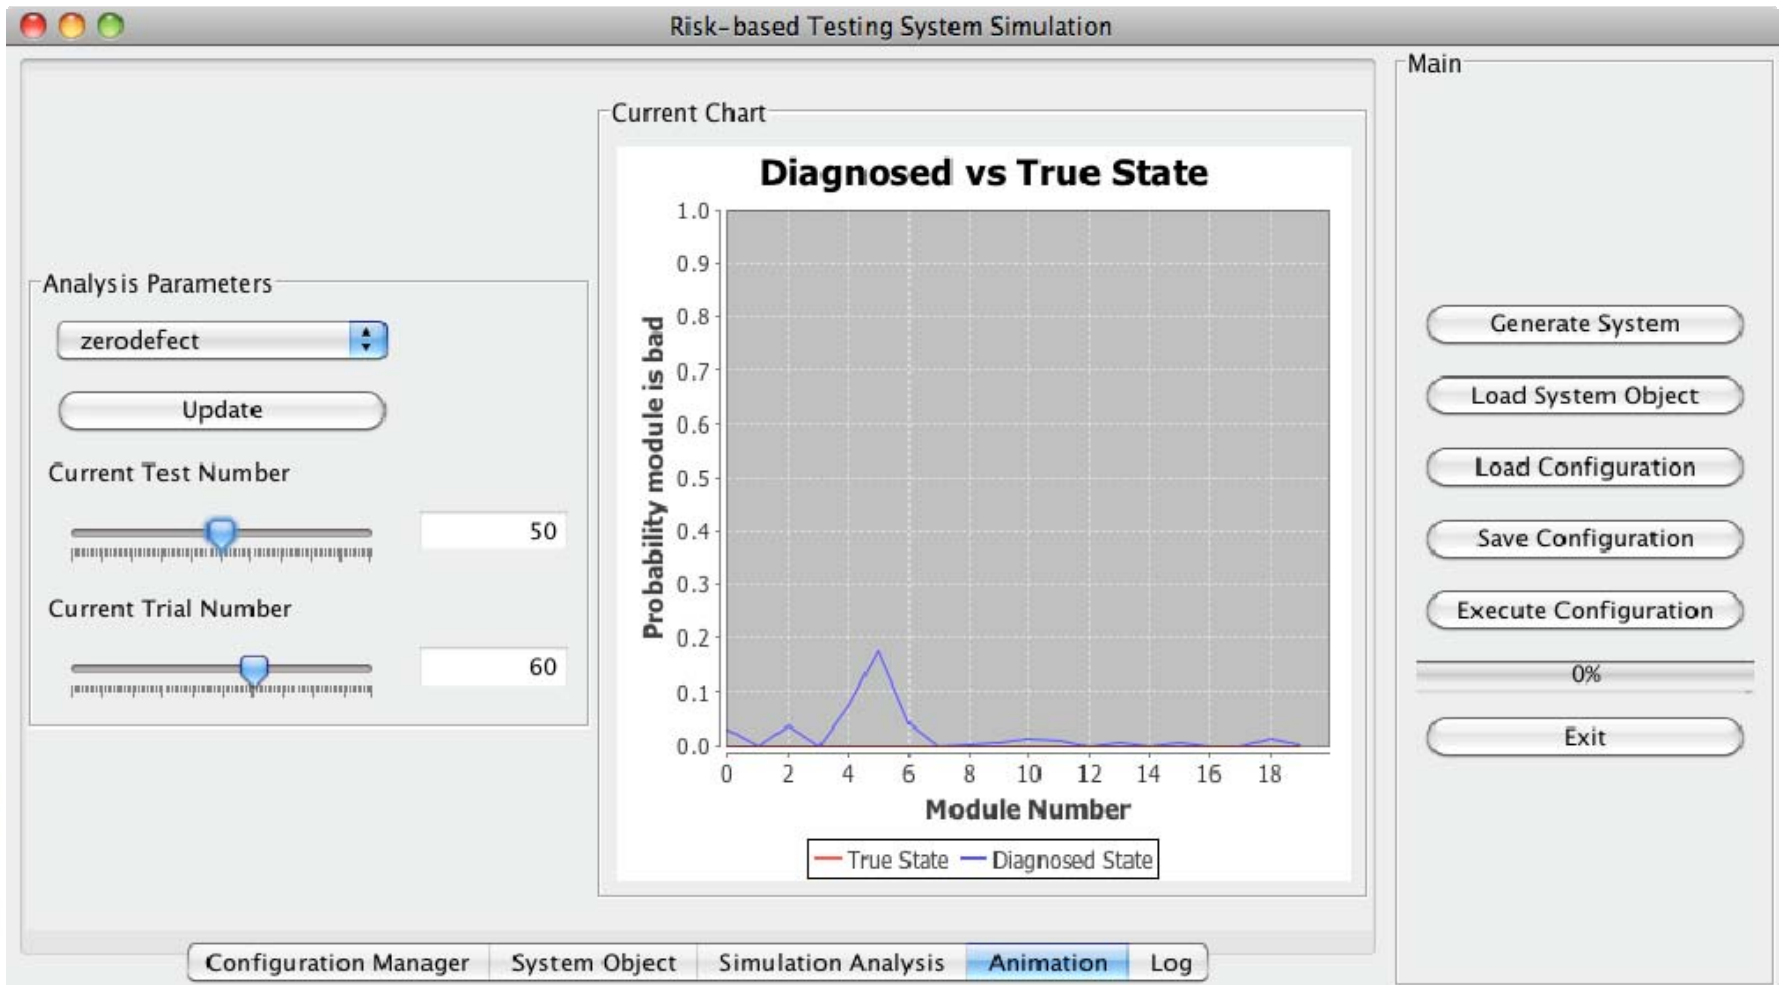 Risk-based Testing System Simulation
Analysis Parameters
zerodefect
Update
Current Test Number
50
Current Trial Number
60
Current Chart
Diagnosed vs True State
Probability module is bad
1.0
0.9
0.8
0.7
0.6
0.5
0.4
0.3
0.2
0.1
0.0
0 2 4 6 8 10 12 14 16 18
Module Number
True State Diagnosed State
Main
Generate System
Load System Object
Load Configuration
Save Configuration
Execute Configuration
0%
Exit
Configuration Manager System Object Simulation Analysis Animation Log